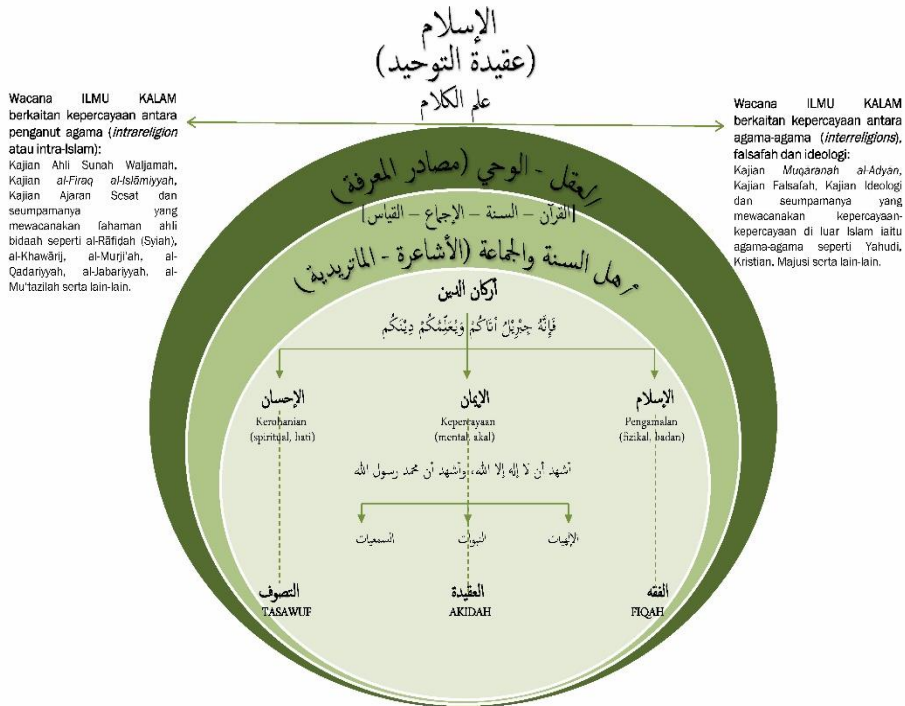 الإسلام
(عقيدة التوحيد)
علم الكلام
Wacana ILMU KALAM
berkaitan kepercayaan antara
penganut agama (intrareligion
atau intra-Islam):
Kajian Ahli Sunah Waljamah,
Kajian al-Firaq al-Islāmiyyah,
Kajian Ajaran Sesat dan
seumpamanya yang
mewacanakan fahaman ahli
bidaah seperti al-Rāfiḍah (Syiah),
al-Khawārij, al-Murji'ah, al-
Qadariyyah, al-Jabariyyah, al-
Mu'tazilah serta lain-lain.
Wacana ILMU KALAM
berkaitan kepercayaan antara
agama-agama (interreligions),
falsafah dan ideologi:
Kajian Muqaranah al-Adyan,
Kajian Falsafah, Kajian Ideologi
dan seumpamanya yang
mewacanakan kepercayaan-
kepercayaan di luar Islam iaitu
agama-agama seperti Yahudi,
Kristian, Majusi serta lain-lain.
العقل - الوحي (مصادر المعرفة)
[القرآن – السنة – الإجماع – القياس]
أهل السنة والجماعة (الأشاعرة - الماتريدية)
أركان الدين
فَإِنَّهُ جِبْرِيْلُ أَتَاكُمْ وَيُعَلِّمُكُمْ دِيْنَكُم
الإحسان
Kerohanian
(spiritual, hati)
الإيمان
Kepercayaan
(mental, akal)
الإسلام
Pengamalan
(fizikal, badan)
أشهد أن لا إله إلا الله، وأشهد أن محمد رسول الله
السمعيات
النبوات
الإلهيات
التصوف
TASAWUF
العقيدة
AKIDAH
الفقه
FIQAH